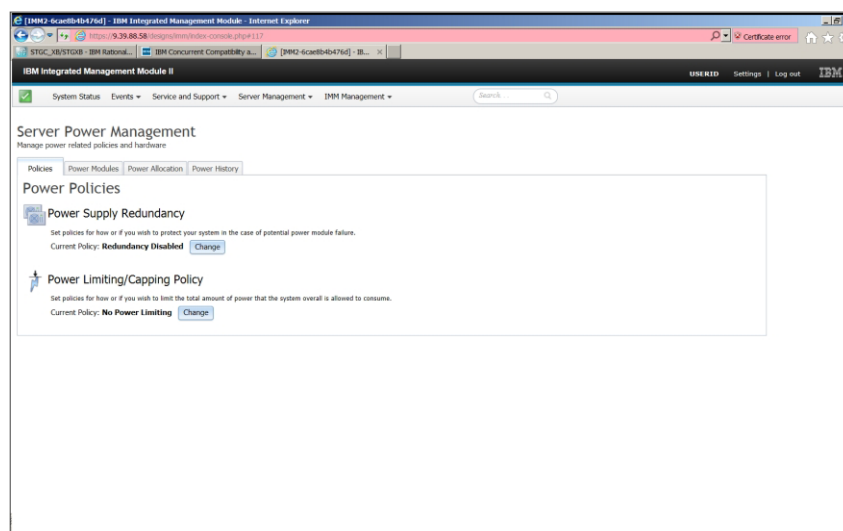 [IMM2-6cae8b4b476d] - IBM Integrated Management Module - Internet Explorer
https://9.39.88.58/designs/imm/index-console.php#117
Certificate error
STGC_XB/STGXB - IBM Rational...
IBM Concurrent Compatibility a...
[IMM2-6cae8b4b476d] - IB...
IBM Integrated Management Module II
USERID Settings | Log out IBM
System Status Events Service and Support Server Management IMM Management Search
Server Power Management
Manage power related policies and hardware
Policies Power Modules Power Allocation Power History
Power Policies
Power Supply Redundancy
Set policies for how or if you wish to protect your system in the case of potential power module failure.
Current Policy: Redundancy Disabled Change
Power Limiting/Capping Policy
Set policies for how or if you wish to limit the total amount of power that the system overall is allowed to consume.
Current Policy: No Power Limiting Change